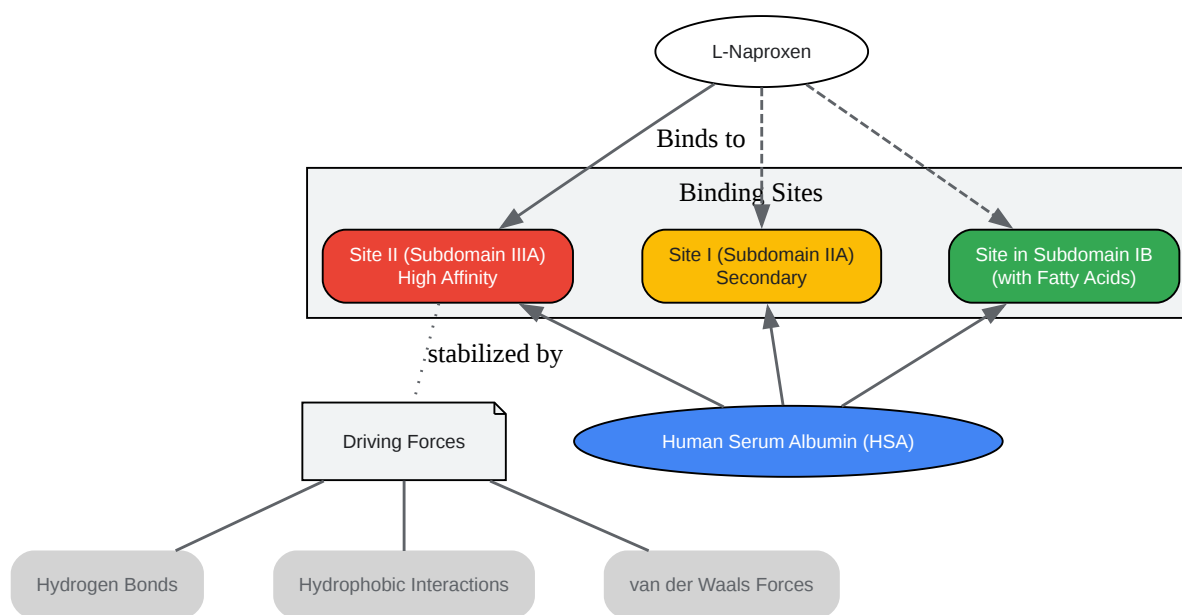 L-Naproxen
Binds to
Binding Sites
Site II (Subdomain IIIA)
High Affinity
Site I (Subdomain IIA)
Secondary
Site in Subdomain IB
(with Fatty Acids)
stabilized by
Driving Forces
Human Serum Albumin (HSA)
Hydrogen Bonds
Hydrophobic Interactions
van der Waals Forces